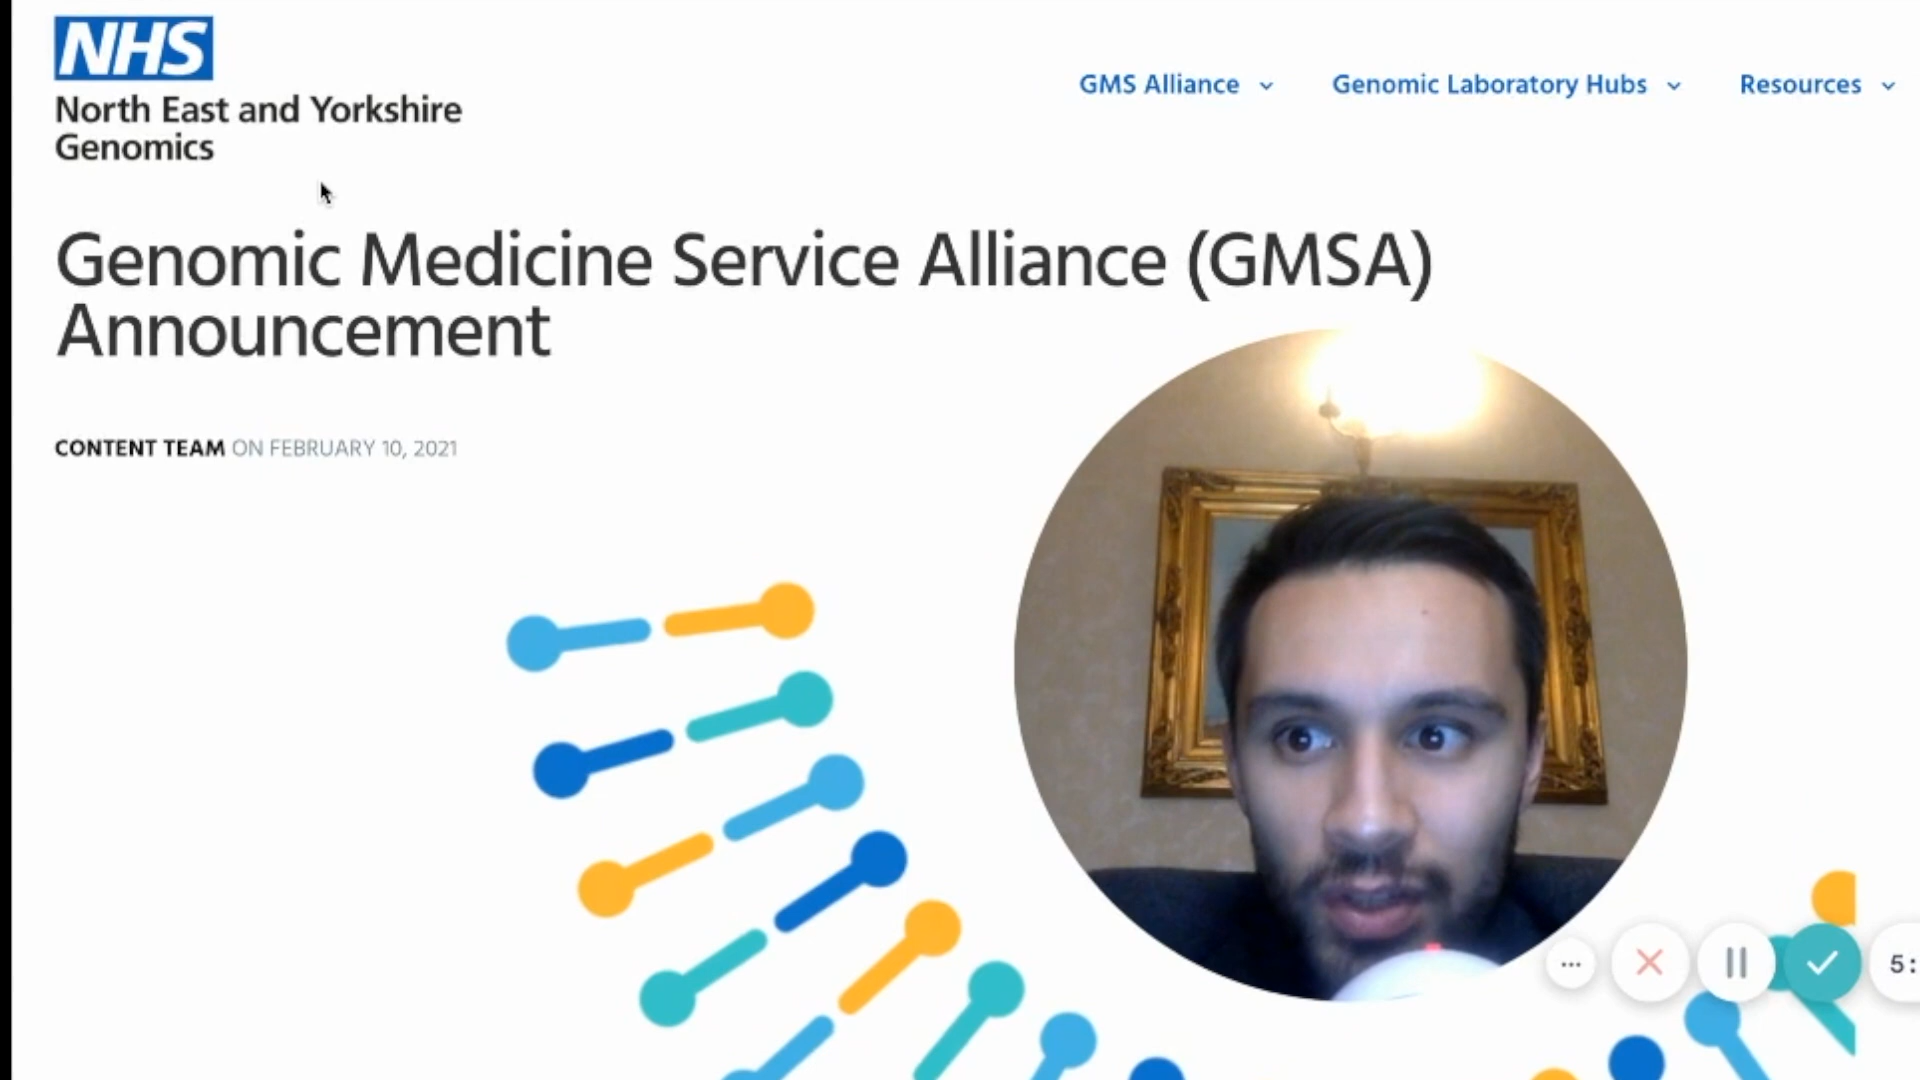 NHS
North East and Yorkshire
Genomics
GMS Alliance
Genomic Laboratory Hubs
Resources
Genomic Medicine Service Alliance (GMSA)
Announcement
CONTENT TEAM ON FEBRUARY 10, 2021
5: